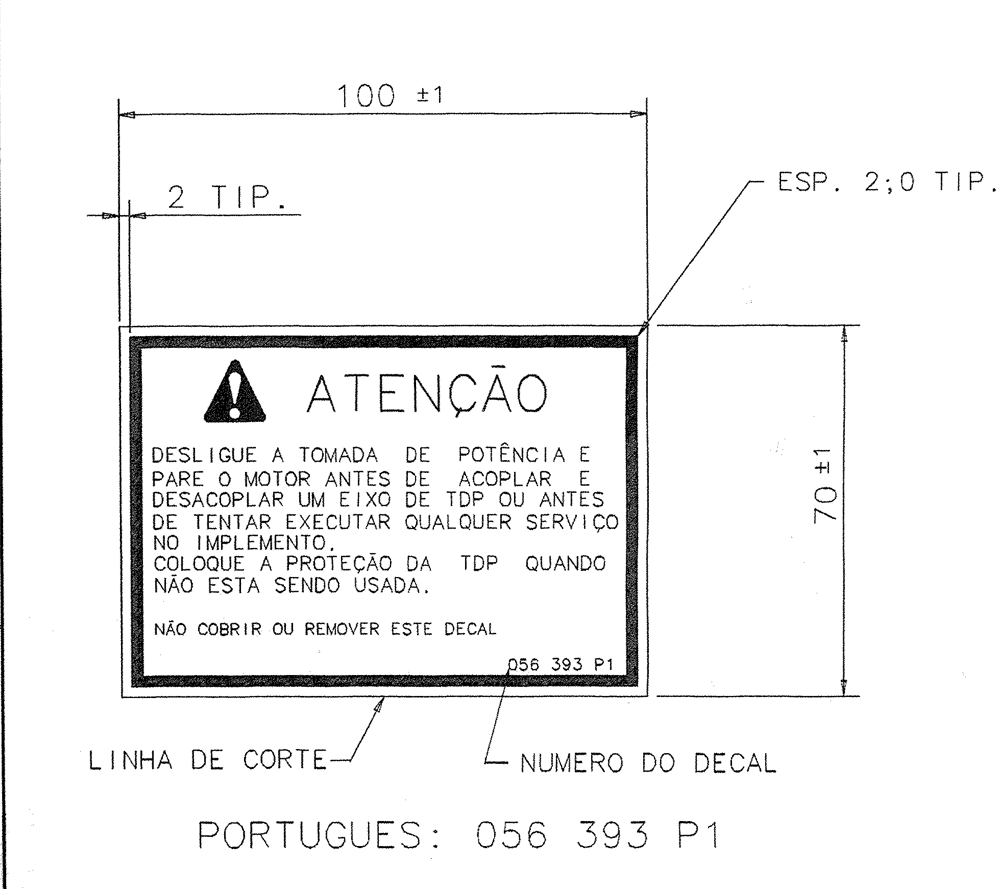 100 ±1
2 TIP.
ESP. 2;0 TIP.
ATENÇÃO
DESLIGUE A TOMADA DE POTÊNCIA E
PARE O MOTOR ANTES DE ACOPLAR E
DESACOPLAR UM EIXO DE TDP OU ANTES
DE TENTAR EXECUTAR QUALQUER SERVIÇO
NO IMPLEMENTO.
COLOQUE A PROTEÇÃO DA TDP QUANDO
NÃO ESTA SENDO USADA.
NÃO COBRIR OU REMOVER ESTE DECAL
056 393 P1
70 ±1
LINHA DE CORTE
NUMERO DO DECAL
PORTUGUES: 056 393 P1